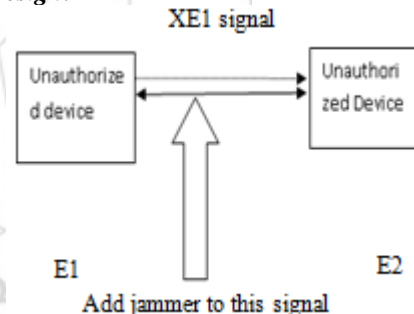 XE1 signal
Unauthorize
d device
Unauthori
zed Device
E1
E2
Add jammer to this signal